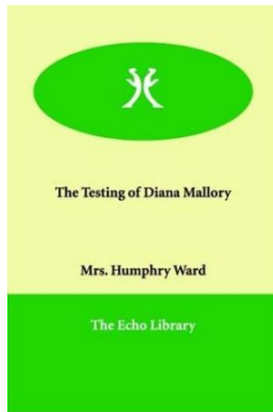 The Testing of Diana Mallory
Mrs. Humphry Ward
The Echo Library